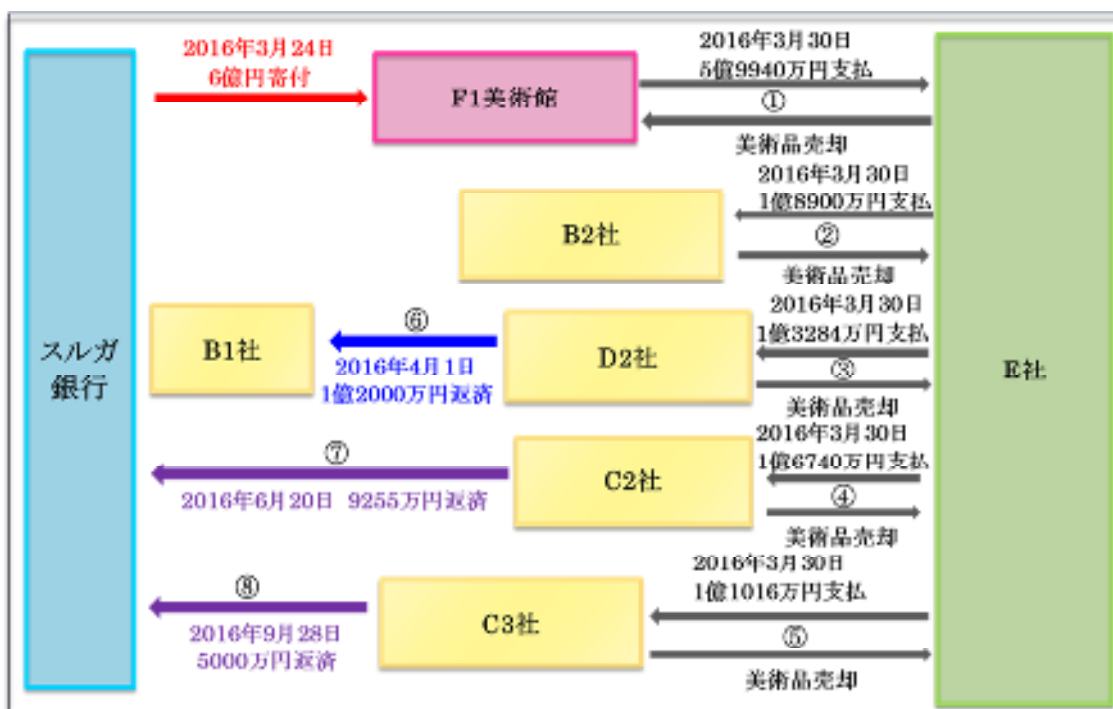 スルガ
銀行
2016年3月24日
6億円寄付
F1美術館
2016年3月30日
5億9940万円支払
①
美術品売却
2016年3月30日
1億8900万円支払
B2社
②
美術品売却
2016年3月30日
1億3284万円支払
B1社
⑥
2016年4月1日
1億2000万円返済
D2社
③
美術品売却
2016年3月30日
1億6740万円支払
⑦
2016年6月20日 9255万円返済
C2社
④
美術品売却
2016年3月30日
1億1016万円支払
⑧
2016年9月28日
5000万円返済
C3社
⑤
美術品売却
E社